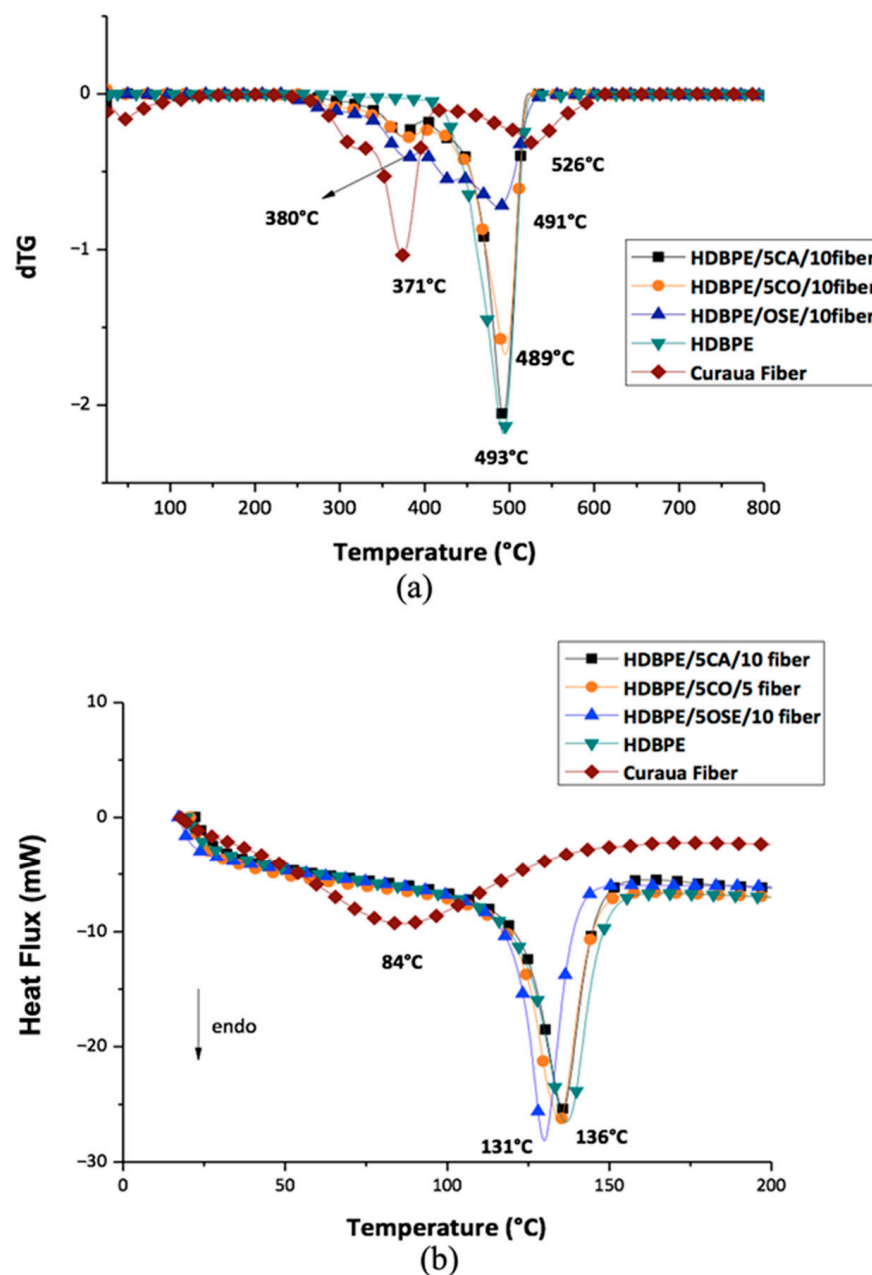 (a)
0
−1
−2
dTG
380°C
371°C
526°C
491°C
489°C
493°C
HDBPE/5CA/10fiber
HDBPE/5CO/10fiber
HDBPE/OSE/10fiber
HDBPE
Curaua Fiber
100 200 300 400 500 600 700 800
Temperature (°C)
(a)
HDBPE/5CA/10 fiber
HDBPE/5CO/5 fiber
HDBPE/5OSE/10 fiber
HDBPE
Curaua Fiber
10
0
−10
−20
−30
Heat Flux (mW)
84°C
endo
131°C
136°C
0 50 100 150 200
Temperature (°C)
(b)